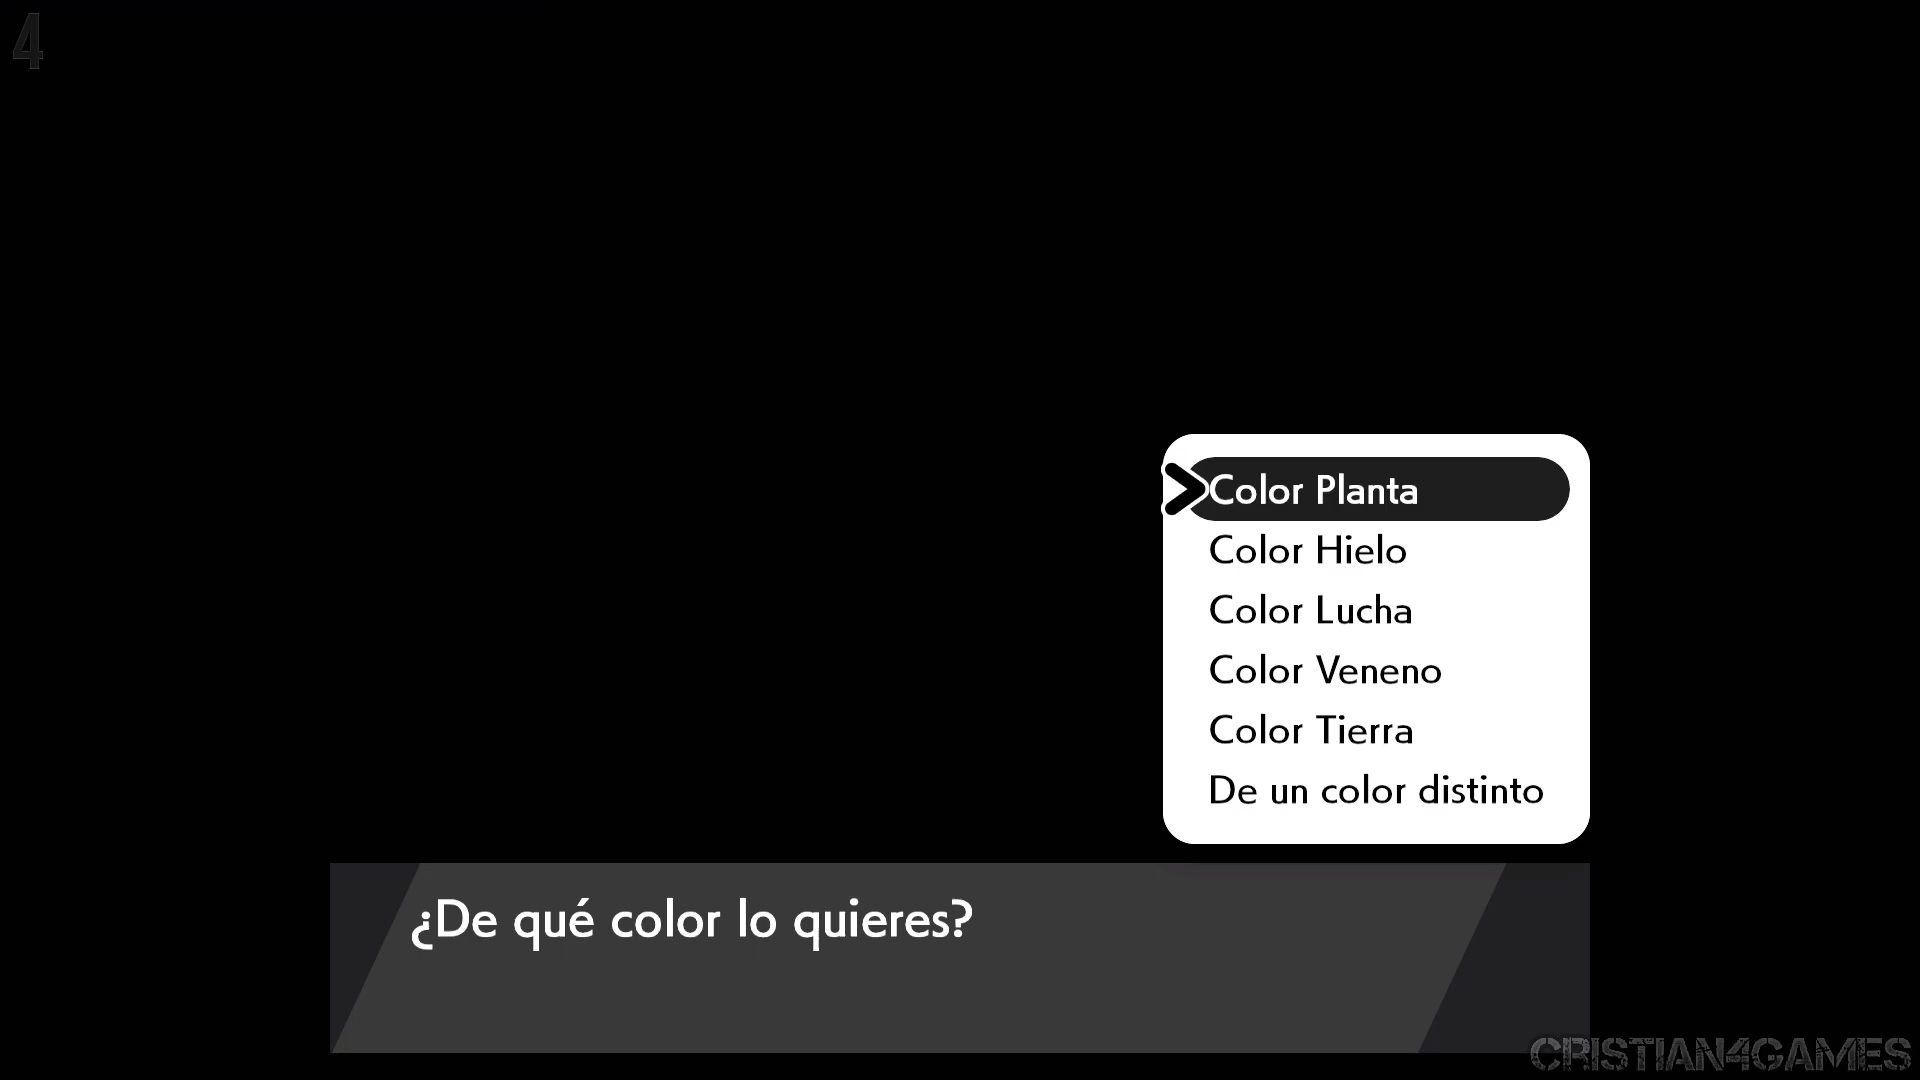 4
Color Planta
Color Hielo
Color Lucha
Color Veneno
Color Tierra
De un color distinto
¿De qué color lo quieres?
CRISTIAN4GAMES